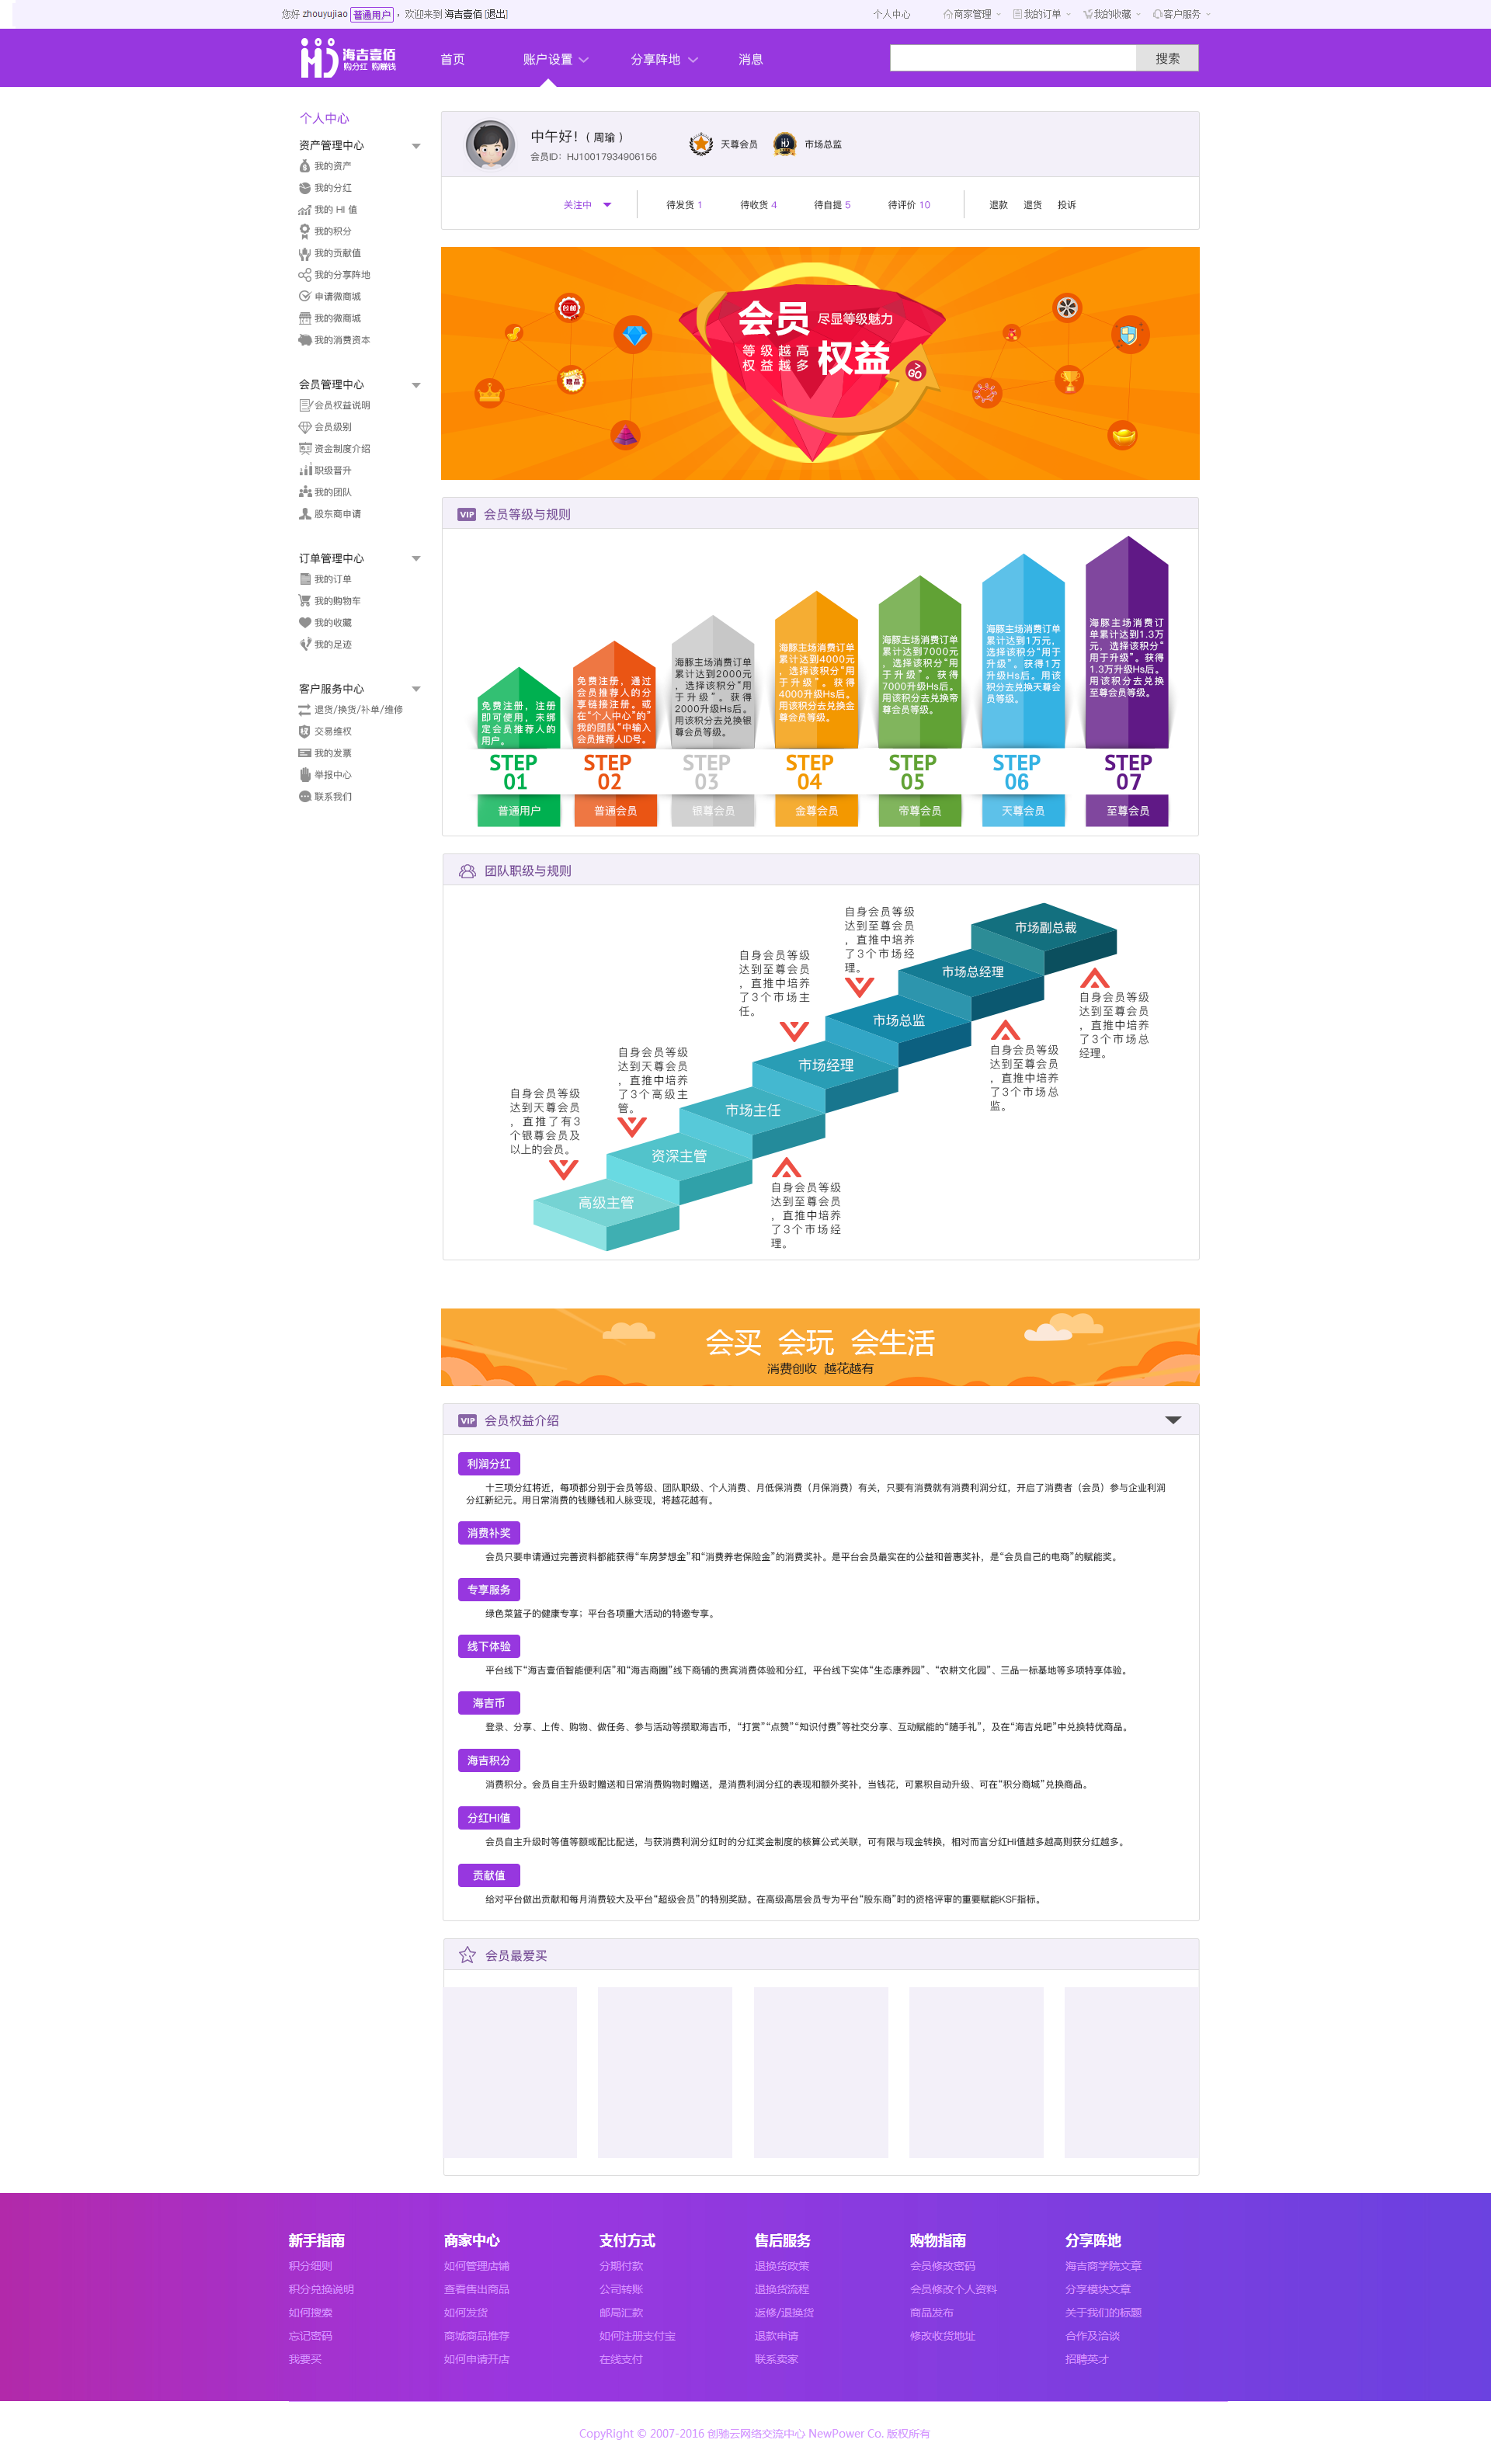 您好 zhouyujiao 普通用户 ，欢迎来到 海吉壹佰 [退出]
个人中心 商家管理 我的订单 我的收藏 客户服务
海吉壹佰
购分红 购赚钱
首页 账户设置 分享阵地 消息 搜索
个人中心
资产管理中心
我的资产
我的分红
我的 HI 值
我的积分
我的贡献值
我的分享阵地
申请微商城
我的微商城
我的消费资本
会员管理中心
会员权益说明
会员级别
资金制度介绍
职级晋升
我的团队
股东商申请
订单管理中心
我的订单
我的购物车
我的收藏
我的足迹
客户服务中心
退货/换货/补单/维修
交易维权
我的发票
举报中心
联系我们
中午好！( 周瑜 )
会员ID：HJ10017934906156
天尊会员 市场总监
关注中 待发货 1 待收货 4 待自提 5 待评价 10 退款 退货 投诉
会员 尽显等级魅力
等级越高
权益越多 权益
GO
赠品
VIP 会员等级与规则
免费注册，注册
即可使用，未绑
定会员推荐人的
用户。
STEP
01
普通用户
免费注册，通过
会员推荐人的分
享链接注册。或
在“个人中心”的“
我的团队”中输入
会员推荐人ID号。
STEP
02
普通会员
海豚主场消费订单
累计达到2000元
，选择该积分“用
于升级”。获得
2000升级Hs后。
用该积分去兑换银
尊会员等级。
STEP
03
银尊会员
海豚主场消费订单
累计达到4000元
，选择该积分“用
于升级”。获得
4000升级Hs后。
用该积分去兑换金
尊会员等级。
STEP
04
金尊会员
海豚主场消费订单
累计达到7000元
，选择该积分“用
于升级”。获得
7000升级Hs后。
用该积分去兑换帝
尊会员等级。
STEP
05
帝尊会员
海豚主场消费订单
累计达到1万元，
选择该积分“用于
升级”。获得1万
升级Hs后。用该
积分去兑换天尊会
员等级。
STEP
06
天尊会员
海豚主场消费订
单累计达到1.3万
元，选择该积分“
用于升级”。获得
1.3万升级Hs后。
用该积分去兑换
至尊会员等级。
STEP
07
至尊会员
团队职级与规则
自身会员等级
达到天尊会员
，直推了有3
个银尊会员及
以上的会员。
高级主管
自身会员等级
达到天尊会员
，直推中培养
了3个高级主
管。
资深主管
自身会员等级
达到至尊会员
，直推中培养
了3个市场主
任。
市场主任
自身会员等级
达到至尊会员
，直推中培养
了3个市场经
理。
市场经理
自身会员等级
达到至尊会员
，直推中培养
了3个市场经
理。
市场总监
自身会员等级
达到至尊会员
，直推中培养
了3个市场总
监。
市场总经理
自身会员等级
达到至尊会员
，直推中培养
了3个市场总
经理。
市场副总裁
会买 会玩 会生活
消费创收 越花越有
VIP 会员权益介绍
利润分红
十三项分红将近，每项都分别于会员等级、团队职级、个人消费、月低保消费（月保消费）有关，只要有消费就有消费利润分红，开启了消费者（会员）参与企业利润
分红新纪元。用日常消费的钱赚钱和人脉变现，将越花越有。
消费补奖
会员只要申请通过完善资料都能获得“车房梦想金”和“消费养老保险金”的消费奖补。是平台会员最实在的公益和普惠奖补，是“会员自己的电商”的赋能奖。
专享服务
绿色菜篮子的健康专享；平台各项重大活动的特邀专享。
线下体验
平台线下“海吉壹佰智能便利店”和“海吉商圈”线下商铺的贵宾消费体验和分红，平台线下实体“生态康养园”、“农耕文化园”、三品一标基地等多项特享体验。
海吉币
登录、分享、上传、购物、做任务、参与活动等攒取海吉币，“打赏”“点赞”“知识付费”等社交分享、互动赋能的“随手礼”，及在“海吉兑吧”中兑换特优商品。
海吉积分
消费积分。会员自主升级时赠送和日常消费购物时赠送，是消费利润分红的表现和额外奖补，当钱花，可累积自动升级、可在“积分商城”兑换商品。
分红Hi值
会员自主升级时等值等额或配比配送，与获消费利润分红时的分红奖金制度的核算公式关联，可有限与现金转换，相对而言分红Hi值越多越高则获分红越多。
贡献值
给对平台做出贡献和每月消费较大及平台“超级会员”的特别奖励。在高级高层会员专为平台“股东商”时的资格评审的重要赋能KSF指标。
会员最爱买
新手指南
积分细则
积分兑换说明
如何搜索
忘记密码
我要买
商家中心
如何管理店铺
查看售出商品
如何发货
商城商品推荐
如何申请开店
支付方式
分期付款
公司转账
邮局汇款
如何注册支付宝
在线支付
售后服务
退换货政策
退换货流程
返修/退换货
退款申请
联系卖家
购物指南
会员修改密码
会员修改个人资料
商品发布
修改收货地址
分享阵地
海吉商学院文章
分享模块文章
关于我们的标题
合作及洽谈
招聘英才
CopyRight © 2007-2016 创驰云网络交流中心 NewPower Co. 版权所有